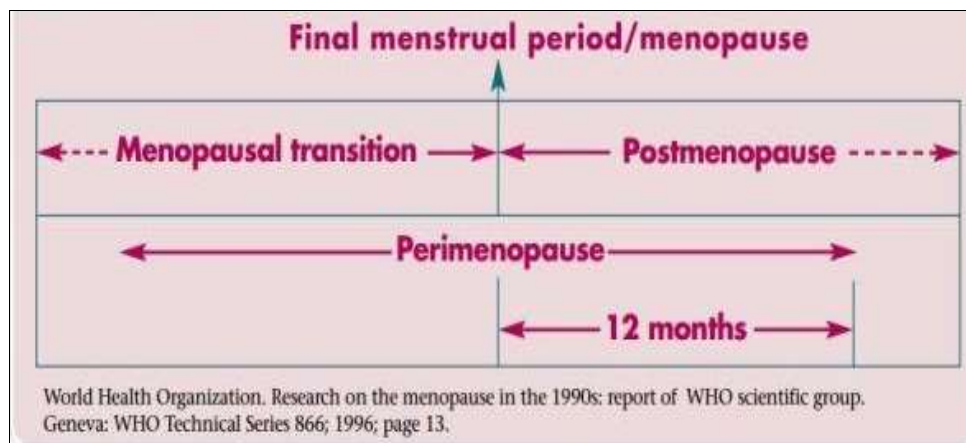 Final menstrual period/menopause
Menopausal transition
Postmenopause
Perimenopause
12 months
World Health Organization. Research on the menopause in the 1990s: report of WHO scientific group.
Geneva: WHO Technical Series 866; 1996; page 13.